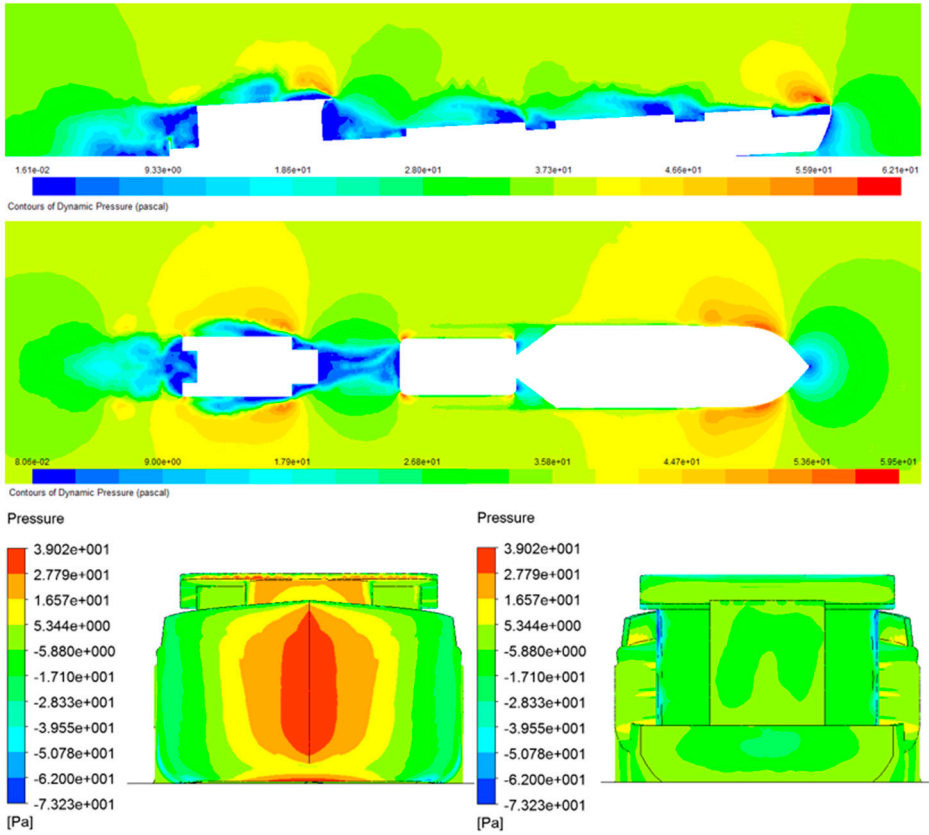 1.61e-02 9.33e+00 1.86e+01 2.80e+01 3.73e+01 4.66e+01 5.59e+01 6.21e+01
Contours of Dynamic Pressure (pascal)
8.06e-02 9.00e+00 1.79e+01 2.68e+01 3.58e+01 4.47e+01 5.36e+01 5.95e+01
Contours of Dynamic Pressure (pascal)
Pressure
3.902e+001
2.779e+001
1.657e+001
5.344e+000
-5.880e+000
-1.710e+001
-2.833e+001
-3.955e+001
-5.078e+001
-6.200e+001
-7.323e+001
[Pa]
Pressure
3.902e+001
2.779e+001
1.657e+001
5.344e+000
-5.880e+000
-1.710e+001
-2.833e+001
-3.955e+001
-5.078e+001
-6.200e+001
-7.323e+001
[Pa]